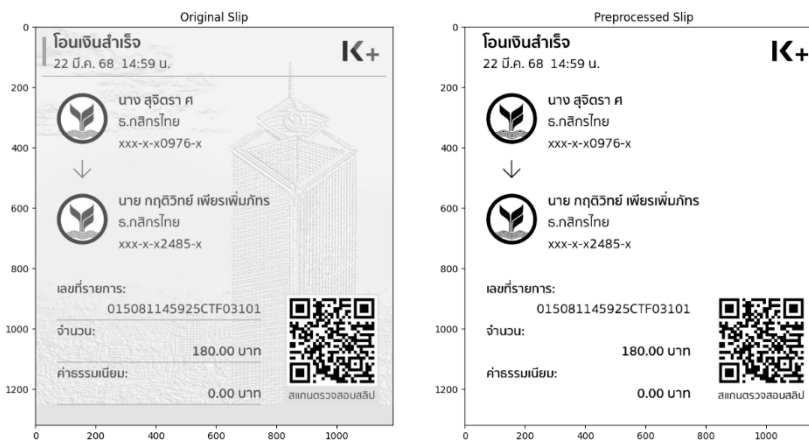 Original Slip
0
200
400
600
800
1000
1200
0 200 400 600 800 1000
โอนเงินสำเร็จ
22 มี.ค. 68 14:59 น.
K+
นาง สุจิตรา ศ
ธ.กสิกรไทย
xxx-x-x0976-x
นาย กฤติวิทย์ เพียรเพิ่มภัทร
ธ.กสิกรไทย
xxx-x-x2485-x
เลขที่รายการ:
015081145925CTF03101
จำนวน:
180.00 บาท
ค่าธรรมเนียม:
0.00 บาท
สแกนตรวจสอบสลิป
Preprocessed Slip
0
200
400
600
800
1000
1200
0 200 400 600 800 1000
โอนเงินสำเร็จ
22 มี.ค. 68 14:59 น.
K+
นาง สุจิตรา ศ
ธ.กสิกรไทย
xxx-x-x0976-x
นาย กฤติวิทย์ เพียรเพิ่มภัทร
ธ.กสิกรไทย
xxx-x-x2485-x
เลขที่รายการ:
015081145925CTF03101
จำนวน:
180.00 บาท
ค่าธรรมเนียม:
0.00 บาท
สแกนตรวจสอบสลิป